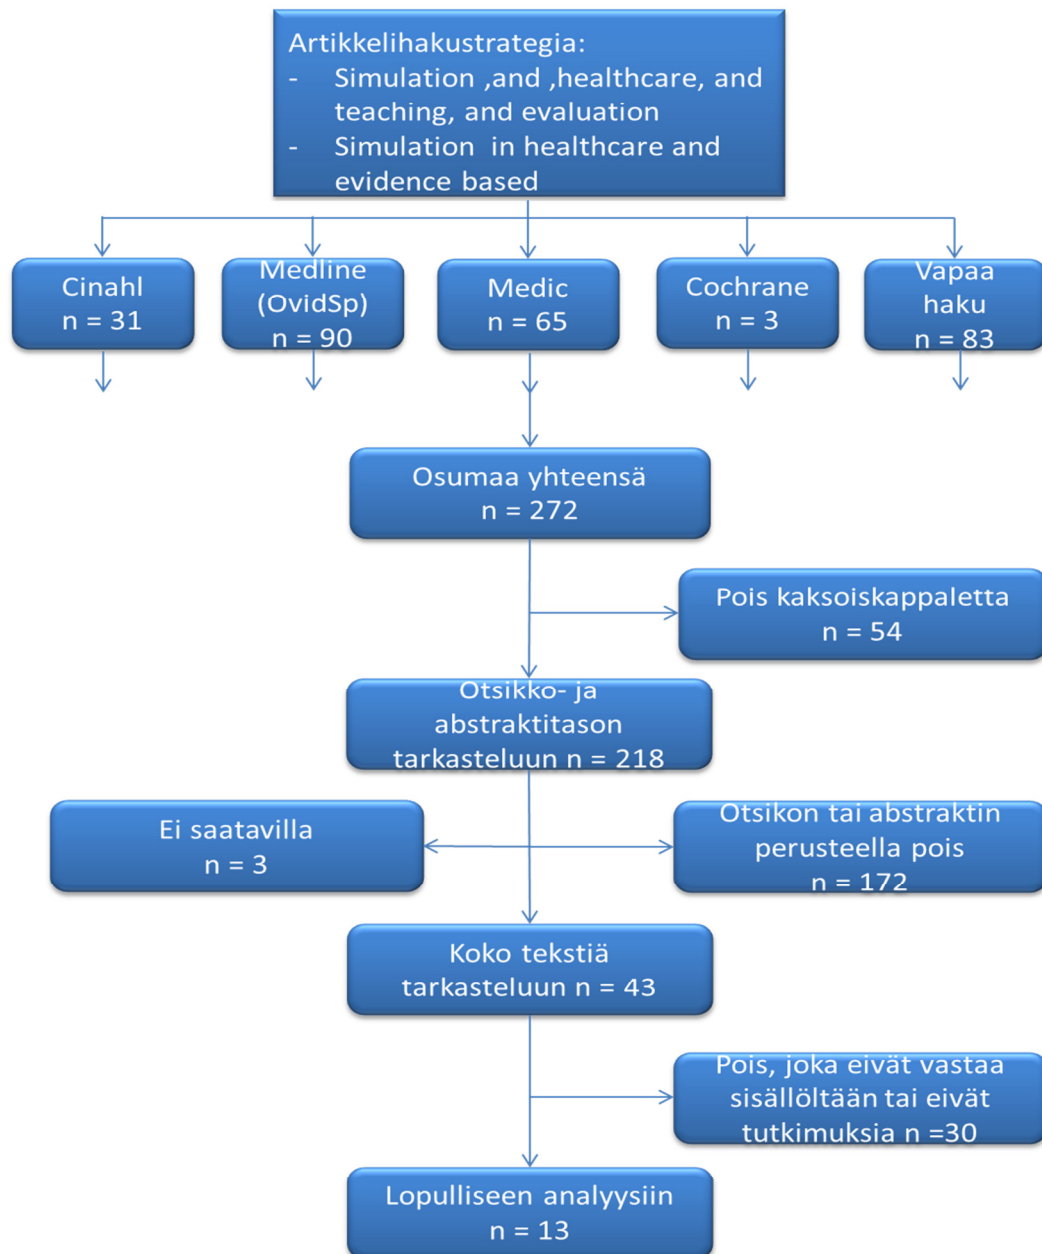 Artikkelihakustrategia:
- Simulation ,and ,healthcare, and
teaching, and evaluation
- Simulation in healthcare and
evidence based
Cinahl
n = 31
Medline
(OvidSp)
n = 90
Medic
n = 65
Cochrane
n = 3
Vapaa
haku
n = 83
Osumaa yhteensä
n = 272
Pois kaksoiskappaletta
n = 54
Otsikko- ja
abstraktitason
tarkasteluun n = 218
Ei saatavilla
n = 3
Otsikon tai abstraktin
perusteella pois
n = 172
Koko tekstiä
tarkasteluun n = 43
Pois, joka eivät vastaa
sisällöltään tai eivät
tutkimuksia n =30
Lopulliseen analyysiin
n = 13